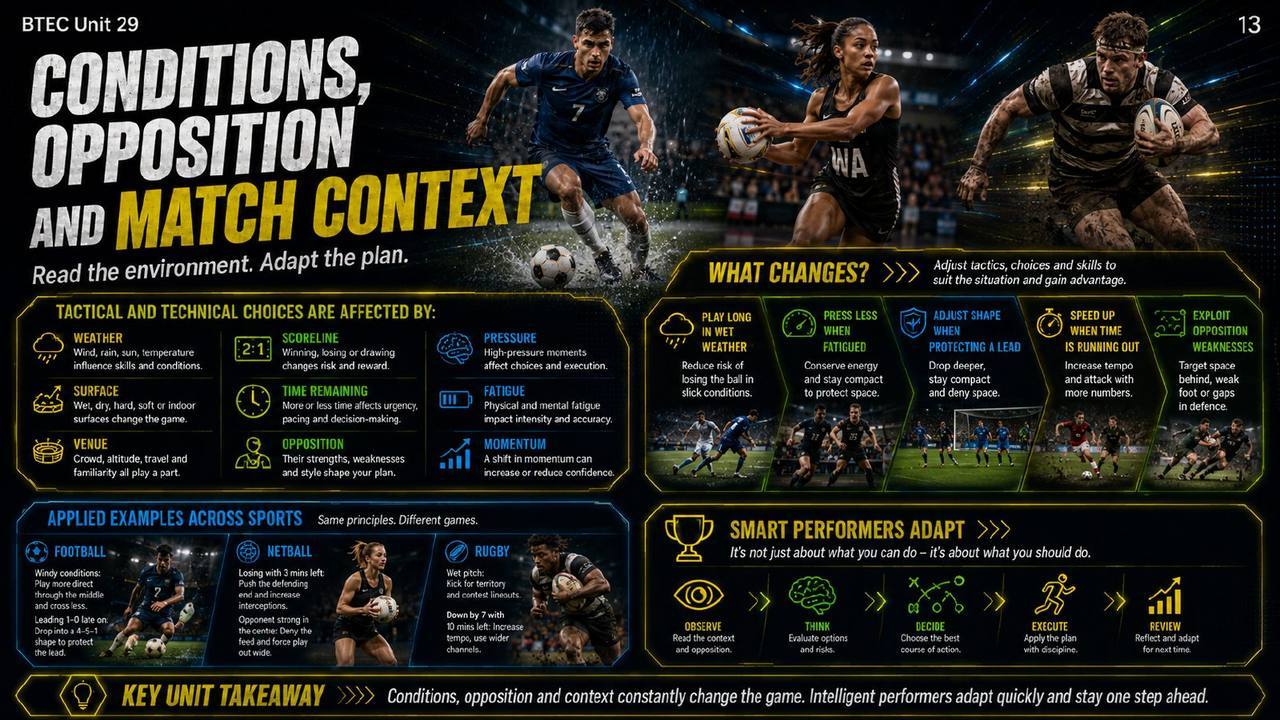 BTEC Unit 29
13
CONDITIONS,
OPPOSITION
AND MATCH CONTEXT
Read the environment. Adapt the plan.
7
WA
TACTICAL AND TECHNICAL CHOICES ARE AFFECTED BY:
WEATHER
Wind, rain, sun, temperature
influence skills and conditions.
2:1
SCORELINE
Winning, losing or drawing
changes risk and reward.
PRESSURE
High-pressure moments
affect choices and execution.
SURFACE
Wet, dry, hard, soft or indoor
surfaces change the game.
TIME REMAINING
More or less time affects urgency,
pacing and decision-making.
FATIGUE
Physical and mental fatigue
impact intensity and accuracy.
VENUE
Crowd, altitude, travel and
familiarity all play a part.
OPPOSITION
Their strengths, weaknesses
and style shape your plan.
MOMENTUM
A shift in momentum can
increase or reduce confidence.
WHAT CHANGES?
Adjust tactics, choices and skills to
suit the situation and gain advantage.
PLAY LONG
IN WET
WEATHER
Reduce risk of
losing the ball in
slick conditions.
PRESS LESS
WHEN
FATIGUED
Conserve energy
and stay compact
to protect space.
ADJUST SHAPE
WHEN
PROTECTING A LEAD
Drop deeper,
stay compact
and deny space.
SPEED UP
WHEN TIME
IS RUNNING OUT
Increase tempo
and attack with
more numbers.
EXPLOIT
OPPOSITION
WEAKNESSES
Target space
behind, weak
foot or gaps
in defence.
APPLIED EXAMPLES ACROSS SPORTS
Same principles. Different games.
FOOTBALL
Windy conditions:
Play more direct
through the middle
and cross less.
Leading 1-0 late on:
Drop into a 4-5-1
shape to protect
the lead.
7
NETBALL
Losing with 3 mins left:
Push the defending
end and increase
interceptions.
Opponent strong in
the center: Deny the
feed and force play
out wide.
RUGBY
Wet pitch:
Kick for territory
and contest lineouts.
Down by 7 with
10 mins left: Increase
tempo, use wider
channels.
SMART PERFORMERS ADAPT
It's not just about what you can do – it's about what you should do.
OBSERVE
Read the context
and opposition.
THINK
Evaluate options
and risks.
DECIDE
Choose the best
course of action.
EXECUTE
Apply the plan
with discipline.
REVIEW
Reflect and adapt
for next time.
KEY UNIT TAKEAWAY
Conditions, opposition and context constantly change the game. Intelligent performers adapt quickly and stay one step ahead.